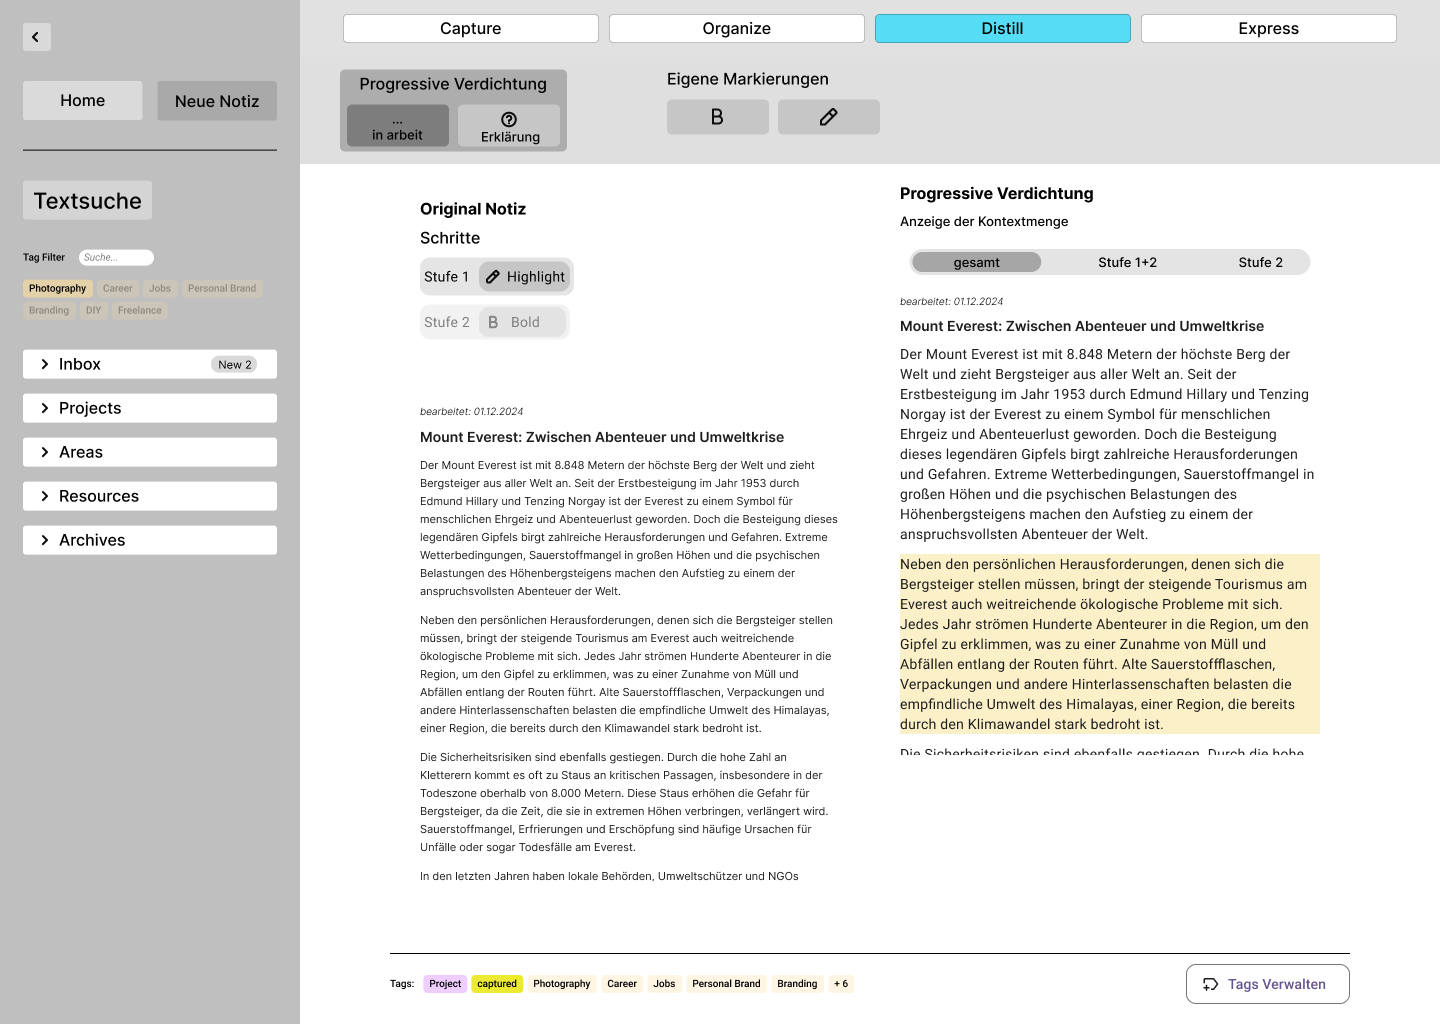 Capture
Organize
Distill
Express
Home
Neue Notiz
Progressive Verdichtung
...
in arbeit
Erklärung
Eigene Markierungen
B
Textsuche
Tag Filter
Suche...
Photography
Career
Jobs
Personal Brand
Branding
DIY
Freelance
Inbox
New 2
Projects
Areas
Resources
Archives
Original Notiz
Schritte
Stufe 1
Highlight
Stufe 2
B
Bold
bearbeitet: 01.12.2024
Mount Everest: Zwischen Abenteuer und Umweltkrise
Der Mount Everest ist mit 8.848 Metern der höchste Berg der Welt und zieht
Bergsteiger aus aller Welt an. Seit der Erstbesteigung im Jahr 1953 durch
Edmund Hillary und Tenzing Norgay ist der Everest zu einem Symbol für
menschlichen Ehrgeiz und Abenteuerlust geworden. Doch die Besteigung dieses
legendären Gipfels birgt zahlreiche Herausforderungen und Gefahren. Extreme
Wetterbedingungen, Sauerstoffmangel in großen Höhen und die psychischen
Belastungen des Höhenbergsteigens machen den Aufstieg zu einem der
anspruchsvollsten Abenteuer der Welt.
Neben den persönlichen Herausforderungen, denen sich die Bergsteiger stellen
müssen, bringt der steigende Tourismus am Everest auch weitreichende
ökologische Probleme mit sich. Jedes Jahr strömen Hunderte Abenteurer in die
Region, um den Gipfel zu erklimmen, was zu einer Zunahme von Müll und
Abfällen entlang der Routen führt. Alte Sauerstoffflaschen, Verpackungen und
andere Hinterlassenschaften belasten die empfindliche Umwelt des Himalayas,
einer Region, die bereits durch den Klimawandel stark bedroht ist.
Die Sicherheitsrisiken sind ebenfalls gestiegen. Durch die hohe Zahl an
Kletterern kommt es oft zu Staus an kritischen Passagen, insbesondere in der
Todeszone oberhalb von 8.000 Metern. Diese Staus erhöhen die Gefahr für
Bergsteiger, da die Zeit, die sie in extremen Höhen verbringen, verlängert wird.
Sauerstoffmangel, Erfrierungen und Erschöpfung sind häufige Ursachen für
Unfälle oder sogar Todesfälle am Everest.
In den letzten Jahren haben lokale Behörden, Umweltschützer und NGOs
Progressive Verdichtung
Anzeige der Kontextmenge
gesamt
Stufe 1+2
Stufe 2
bearbeitet: 01.12.2024
Mount Everest: Zwischen Abenteuer und Umweltkrise
Der Mount Everest ist mit 8.848 Metern der höchste Berg der
Welt und zieht Bergsteiger aus aller Welt an. Seit der
Erstbesteigung im Jahr 1953 durch Edmund Hillary und Tenzing
Norgay ist der Everest zu einem Symbol für menschlichen
Ehrgeiz und Abenteuerlust geworden. Doch die Besteigung
dieses legendären Gipfels birgt zahlreiche Herausforderungen
und Gefahren. Extreme Wetterbedingungen, Sauerstoffmangel in
großen Höhen und die psychischen Belastungen des
Höhenbergsteigens machen den Aufstieg zu einem der
anspruchsvollsten Abenteuer der Welt.
Neben den persönlichen Herausforderungen, denen sich die
Bergsteiger stellen müssen, bringt der steigende Tourismus am
Everest auch weitreichende ökologische Probleme mit sich.
Jedes Jahr strömen Hunderte Abenteurer in die Region, um den
Gipfel zu erklimmen, was zu einer Zunahme von Müll und
Abfällen entlang der Routen führt. Alte Sauerstoffflaschen,
Verpackungen und andere Hinterlassenschaften belasten die
empfindliche Umwelt des Himalayas, einer Region, die bereits
durch den Klimawandel stark bedroht ist.
Die Sicherheitsrisiken sind ebenfalls gestiegen. Durch die hohe
Tags:
Project
captured
Photography
Career
Jobs
Personal Brand
Branding
+ 6
Tags Verwalten